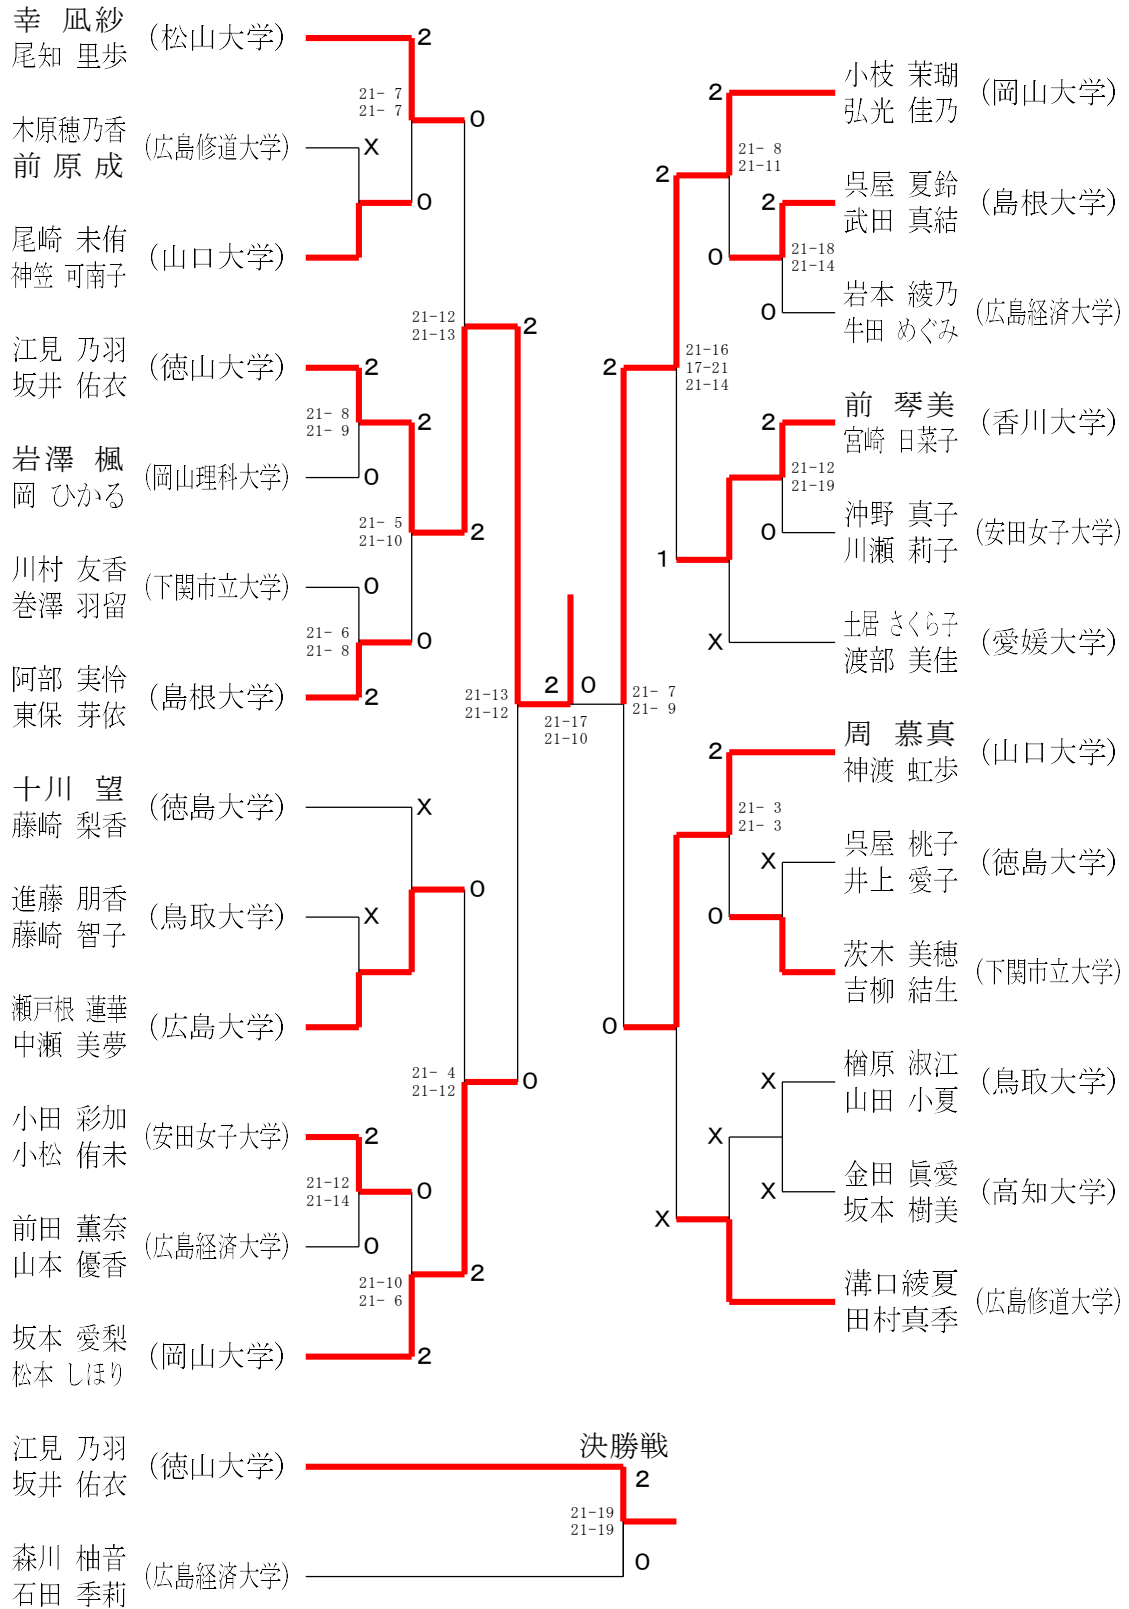 幸 凪紗
尾知 里歩
(松山大学)
2
21- 7
21- 7
0
木原穂乃香
前原成
(広島修道大学)
X
0
尾崎 未侑
神笠 可南子
(山口大学)
21-12
21-13
2
江見 乃羽
坂井 佑衣
(徳山大学)
2
21- 8
21- 9
2
岩澤 楓
岡 ひかる
(岡山理科大学)
0
21- 5
21-10
2
川村 友香
巻澤 羽留
(下関市立大学)
0
21- 6
21- 8
0
阿部 実怜
東保 芽依
(島根大学)
2
21-13
21-12
2
0
21-17
21-10
十川 望
藤崎 梨香
(徳島大学)
X
0
進藤 朋香
藤崎 智子
(鳥取大学)
X
瀬戸根 蓮華
中瀬 美夢
(広島大学)
21- 4
21-12
0
小田 彩加
小松 侑未
(安田女子大学)
2
21-12
21-14
0
前田 薫奈
山本 優香
(広島経済大学)
0
21-10
21- 6
2
坂本 愛梨
松本 しほり
(岡山大学)
2
2
小枝 茉瑚
弘光 佳乃
(岡山大学)
21- 8
21-11
2
2
呉屋 夏鈴
武田 真結
(島根大学)
0
21-18
21-14
0
岩本 綾乃
牛田 めぐみ
(広島経済大学)
2
21-16
17-21
21-14
2
前 琴美
宮崎 日菜子
(香川大学)
21-12
21-19
0
沖野 真子
川瀬 莉子
(安田女子大学)
1
X
土居 さくら子
渡部 美佳
(愛媛大学)
21- 7
21- 9
2
周 慕真
神渡 虹歩
(山口大学)
21- 3
21- 3
X
呉屋 桃子
井上 愛子
(徳島大学)
0
茨木 美穂
吉柳 結生
(下関市立大学)
0
X
楢原 淑江
山田 小夏
(鳥取大学)
X
X
金田 眞愛
坂本 樹美
(高知大学)
X
溝口綾夏
田村真季
(広島修道大学)
決勝戦
江見 乃羽
坂井 佑衣
(徳山大学)
2
21-19
21-19
0
森川 柚音
石田 季莉
(広島経済大学)